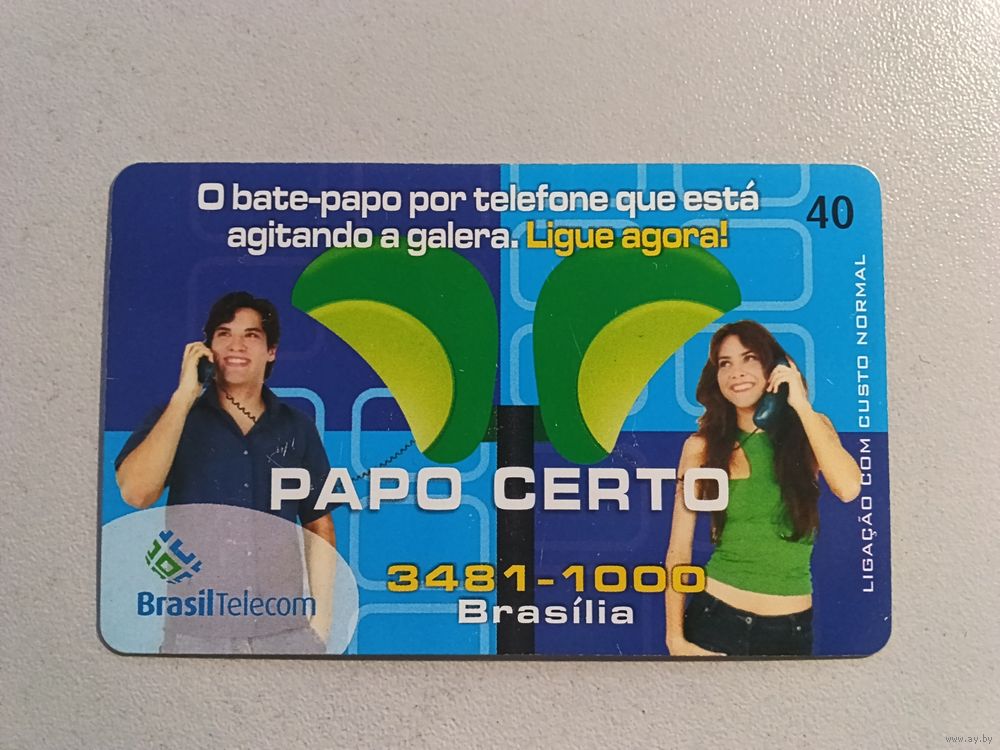 O bate-papo por telefone que está
agitando a galera. Ligue agora!
40
LIGAÇÃO COM CUSTO NORMAL
PAPO CERTO
3481-1000
Brasília
BrasilTelecom
www.ay.by